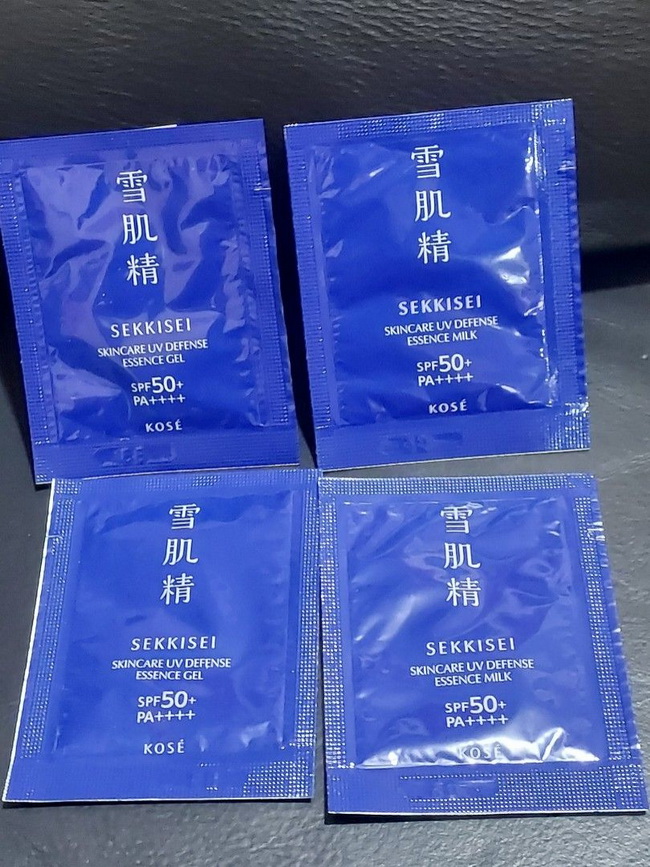 雪肌精
SEKKISEI
SKINCARE UV DEFENSE
ESSENCE GEL
SPF50+
PA++++
KOSÉ
雪肌精
SEKKISEI
SKINCARE UV DEFENSE
ESSENCE MILK
SPF50+
PA++++
KOSÉ
雪肌精
SEKKISEI
SKINCARE UV DEFENSE
ESSENCE GEL
SPF50+
PA++++
KOSÉ
雪肌精
SEKKISEI
SKINCARE UV DEFENSE
ESSENCE MILK
SPF50+
PA++++
KOSÉ